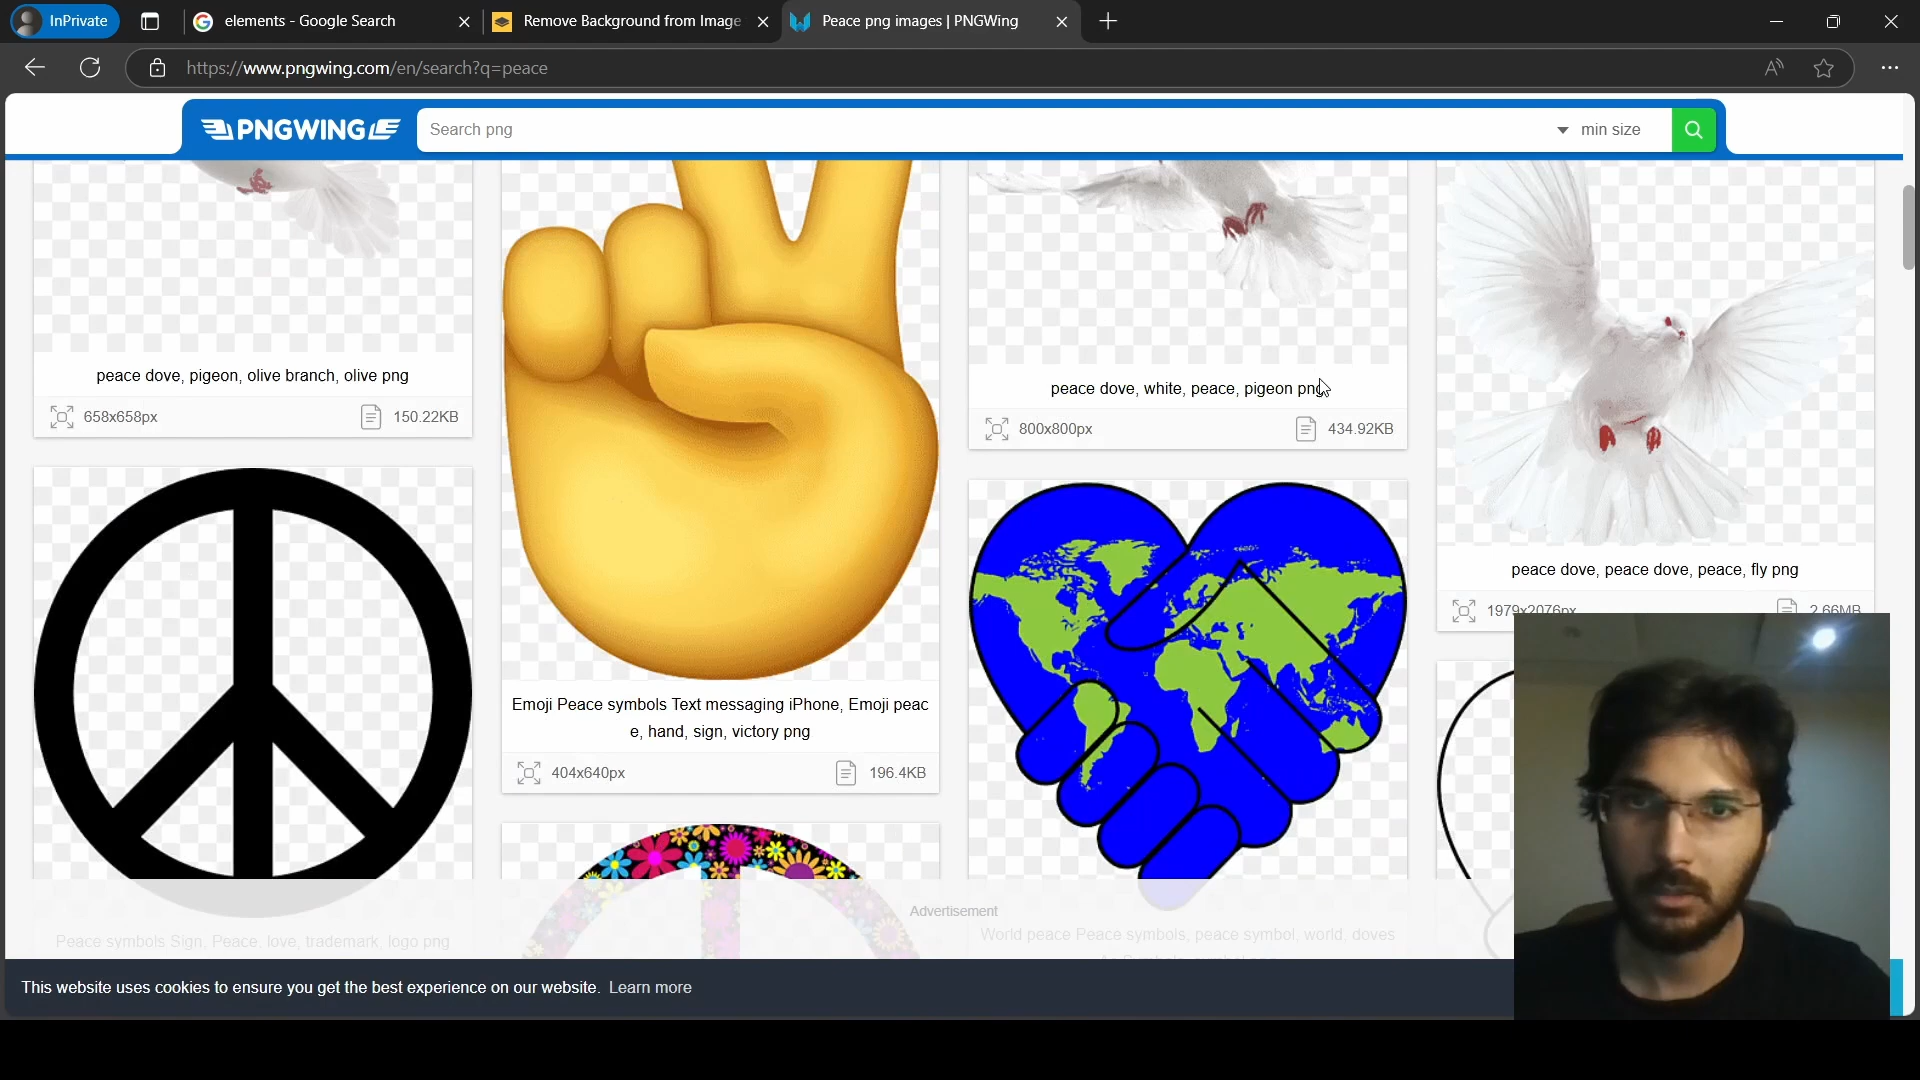 InPrivate
elements - Google Search
Remove Background from Image
Peace png images | PNGWing
https://www.pngwing.com/en/search?q=peace
PNGWING
Search png
min size
peace dove, pigeon, olive branch, olive png
658x658px
150.22KB
peace dove, white, peace, pigeon png
800x800px
434.92KB
peace dove, peace dove, peace, fly png
1979x2076px
2.66MB
Emoji Peace symbols Text messaging iPhone, Emoji peac
e, hand, sign, victory png
404x640px
196.4KB
Advertisement
Peace symbols Sign, Peace, love, trademark, logo png
World peace Peace symbols, peace symbol, world, doves
This website uses cookies to ensure you get the best experience on our website. Learn more